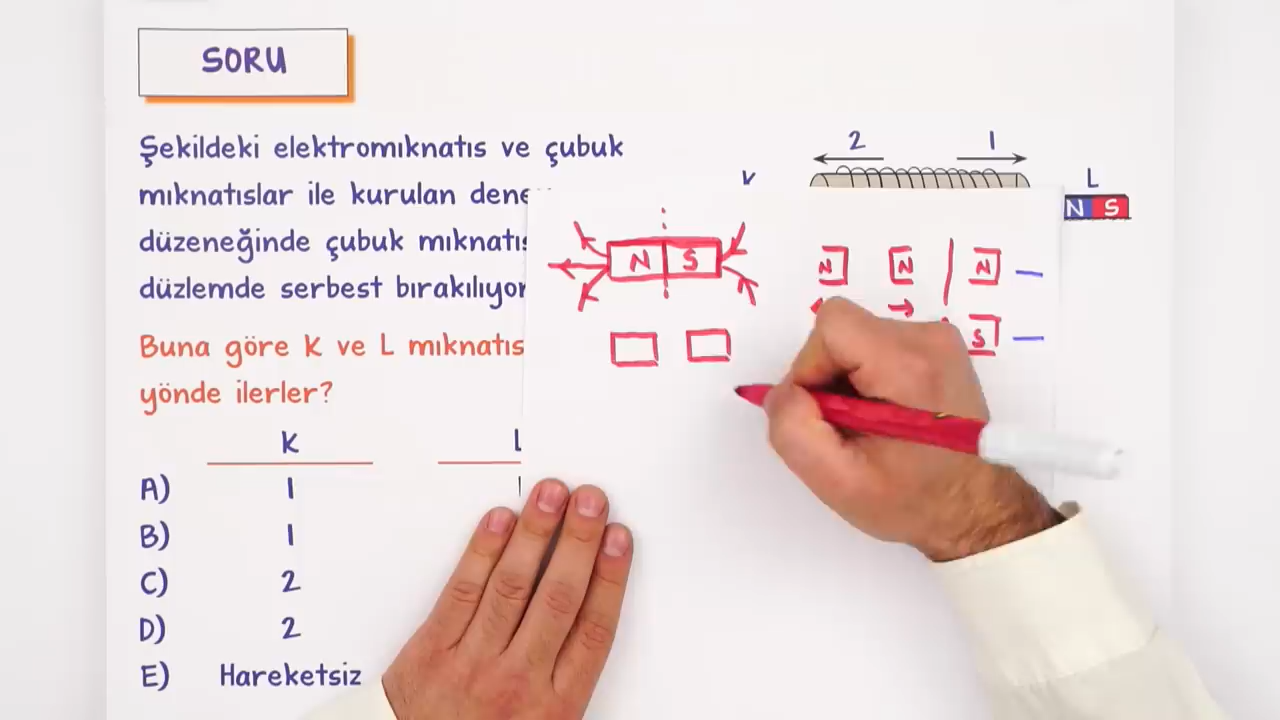 SORU
Şekildeki elektromıknatıs ve çubuk
mıknatıslar ile kurulan dene
düzeneğinde çubuk mıknatıs
düzlemde serbest bırakılıyor
Buna göre K ve L mıknatıs
yönde ilerler?
K L
A) 1 1
B) 1
C) 2
D) 2
E) Hareketsiz
2 1
L
N S
N S
N N N
S